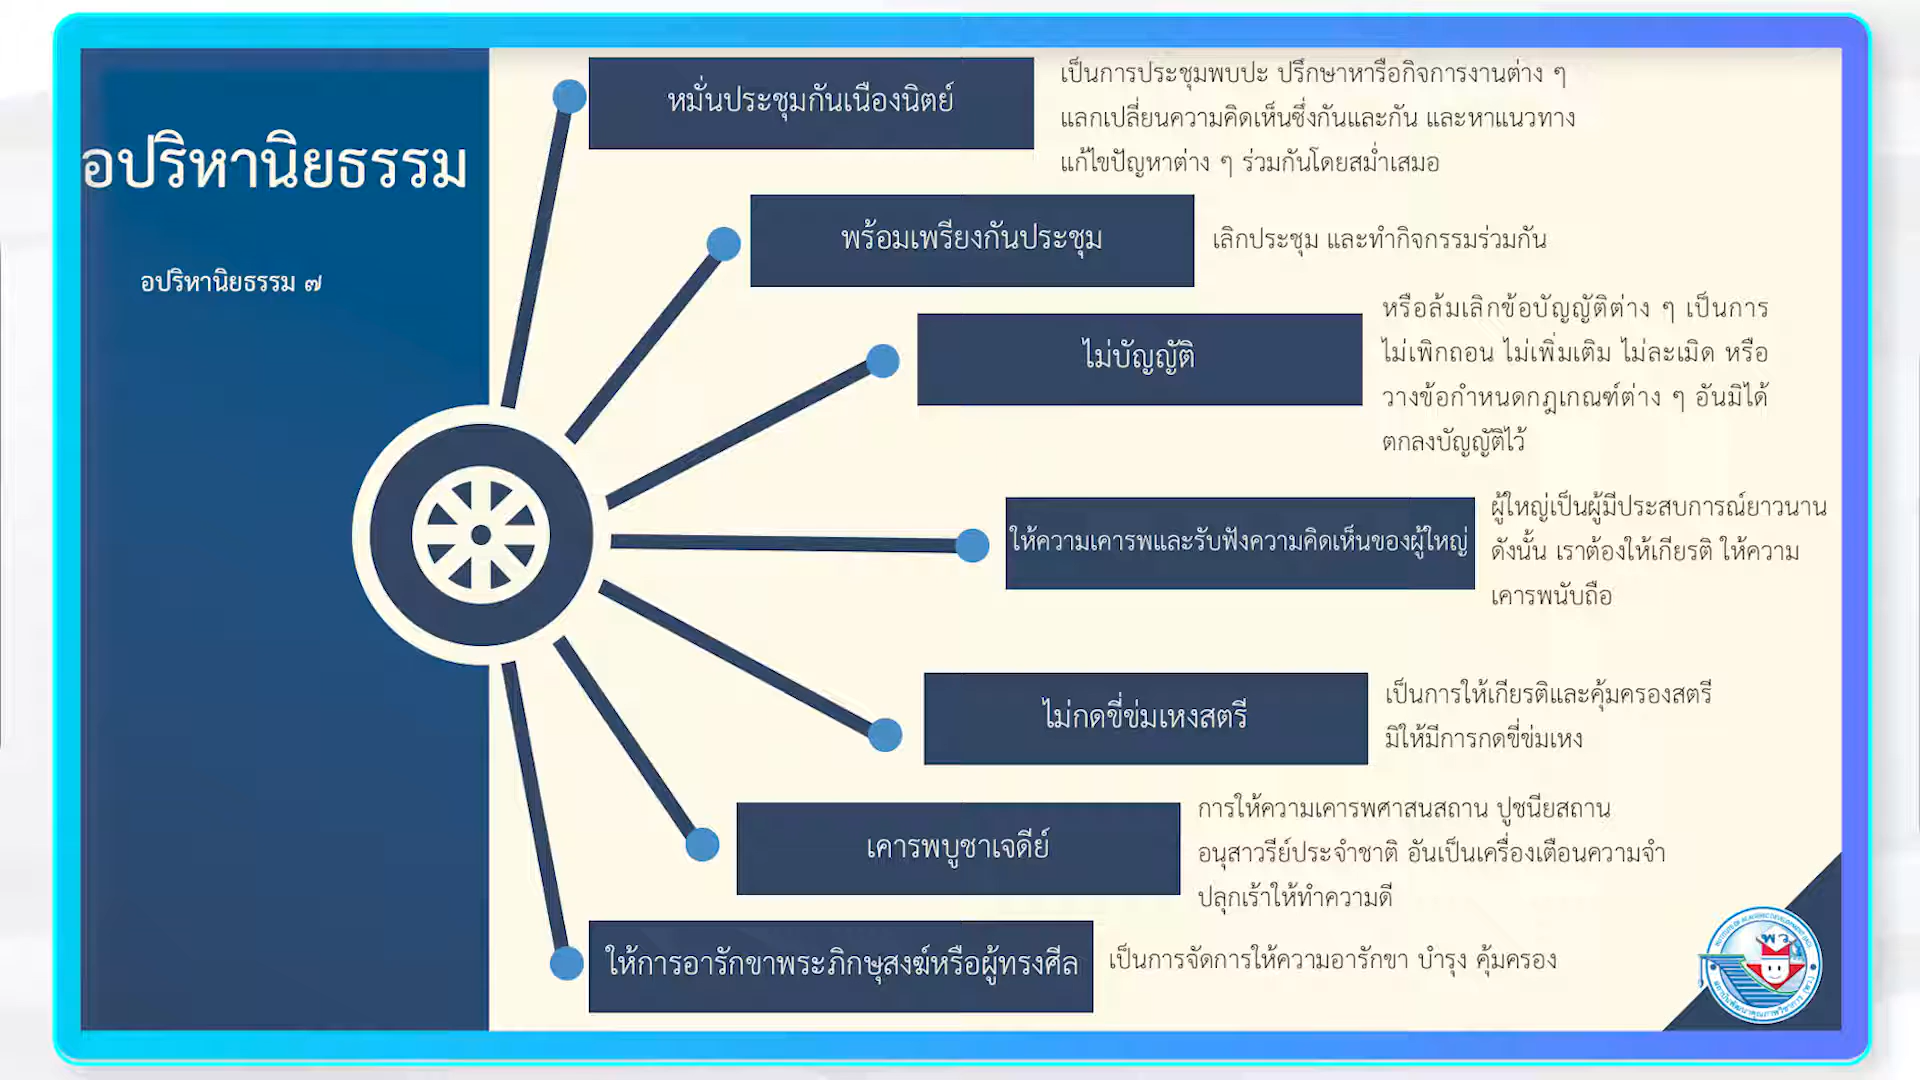 อปริหานิยธรรม
อปริหานิยธรรม ๗
หมั่นประชุมกันเนืองนิตย์
เป็นการประชุมพบปะ ปรึกษาหารือกิจการงานต่าง ๆ
แลกเปลี่ยนความคิดเห็นซึ่งกันและกัน และหาแนวทาง
แก้ไขปัญหาต่าง ๆ ร่วมกันโดยสม่ำเสมอ
พร้อมเพรียงกันประชุม
เลิกประชุม และทำกิจกรรมร่วมกัน
ไม่บัญญัติ
หรือล้มเลิกข้อบัญญัติต่าง ๆ เป็นการ
ไม่เพิกถอน ไม่เพิ่มเติม ไม่ละเมิด หรือ
วางข้อกำหนดกฎเกณฑ์ต่าง ๆ อันมิได้
ตกลงบัญญัติไว้
ให้ความเคารพและรับฟังความคิดเห็นของผู้ใหญ่
ผู้ใหญ่เป็นผู้มีประสบการณ์ยาวนาน
ดังนั้น เราต้องให้เกียรติ ให้ความ
เคารพนับถือ
ไม่กดขี่ข่มเหงสตรี
เป็นการให้เกียรติและคุ้มครองสตรี
มิให้มีการกดขี่ข่มเหง
เคารพบูชาเจดีย์
การให้ความเคารพศาสนสถาน ปูชนียสถาน
อนุสาวรีย์ประจำชาติ อันเป็นเครื่องเตือนความจำ
ปลุกเร้าให้ทำความดี
ให้การอารักขาพระภิกษุสงฆ์หรือผู้ทรงศีล
เป็นการจัดการให้ความอารักขา บำรุง คุ้มครอง
พว
สถาบันพัฒนาคุณภาพวิชาการ (พว.)